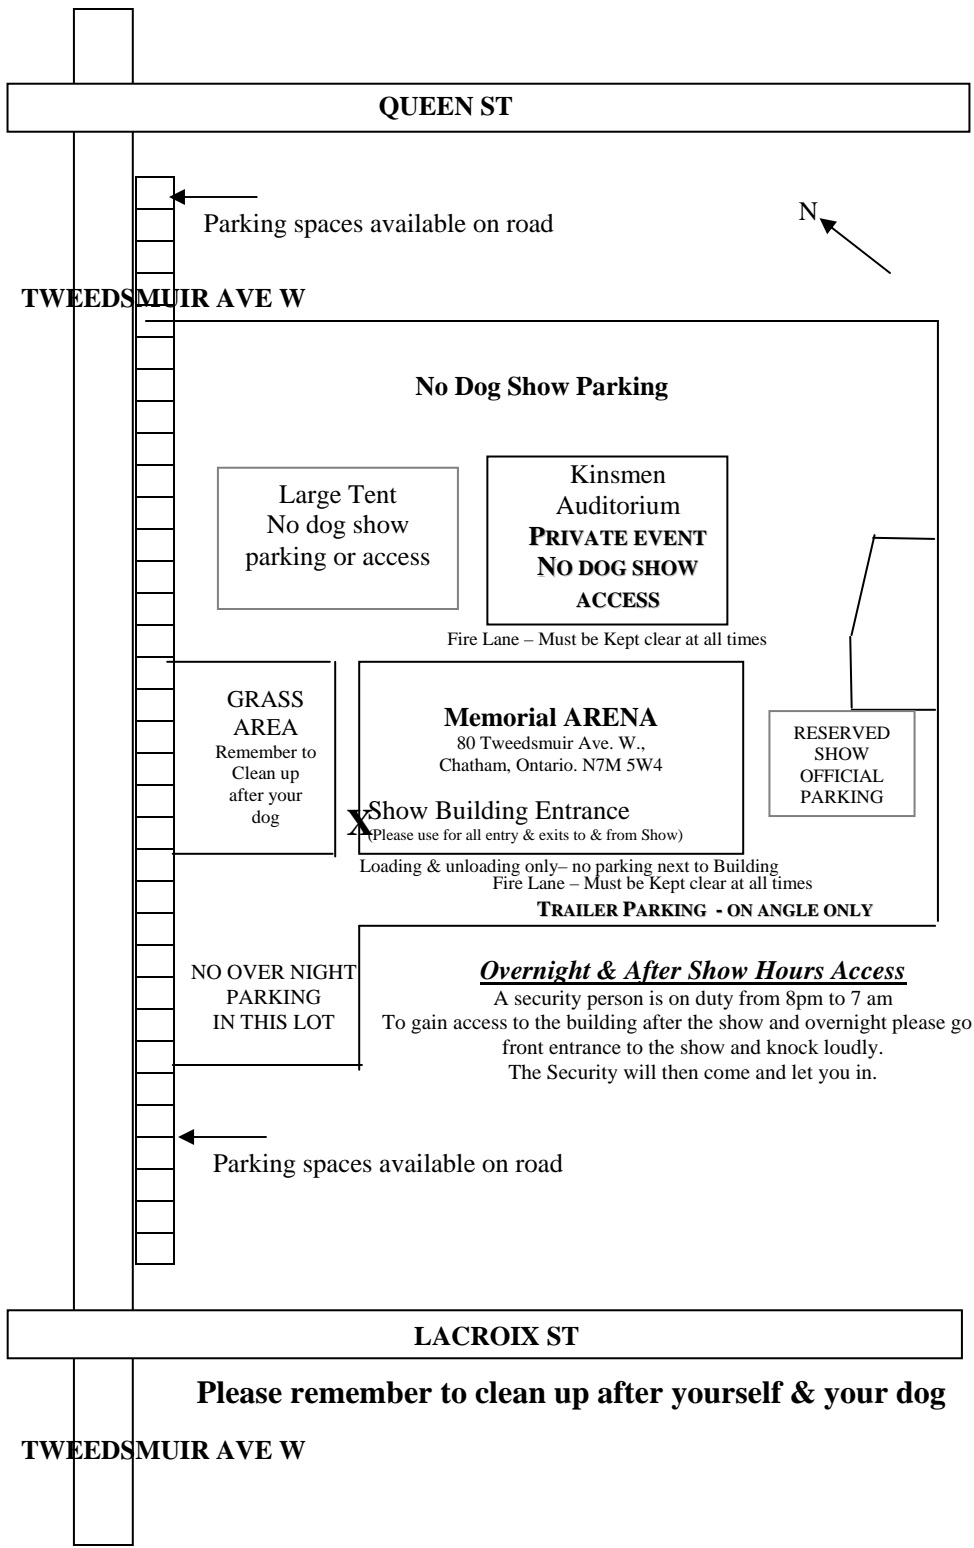 QUEEN ST
Parking spaces available on road
N
TWEEDSMUIR AVE W
No Dog Show Parking
Large Tent
No dog show
parking or access
Kinsmen
Auditorium
PRIVATE EVENT
NO DOG SHOW
ACCESS
Fire Lane – Must be Kept clear at all times
GRASS
AREA
Remember to
Clean up
after your
dog
Memorial ARENA
80 Tweedsmuir Ave. W.,
Chatham, Ontario. N7M 5W4
X
Show Building Entrance
(Please use for all entry & exits to & from Show)
RESERVED
SHOW
OFFICIAL
PARKING
Loading & unloading only– no parking next to Building
Fire Lane – Must be Kept clear at all times
TRAILER PARKING - ON ANGLE ONLY
NO OVER NIGHT
PARKING
IN THIS LOT
Overnight & After Show Hours Access
A security person is on duty from 8pm to 7 am
To gain access to the building after the show and overnight please go
front entrance to the show and knock loudly.
The Security will then come and let you in.
Parking spaces available on road
LACROIX ST
Please remember to clean up after yourself & your dog
TWEEDSMUIR AVE W